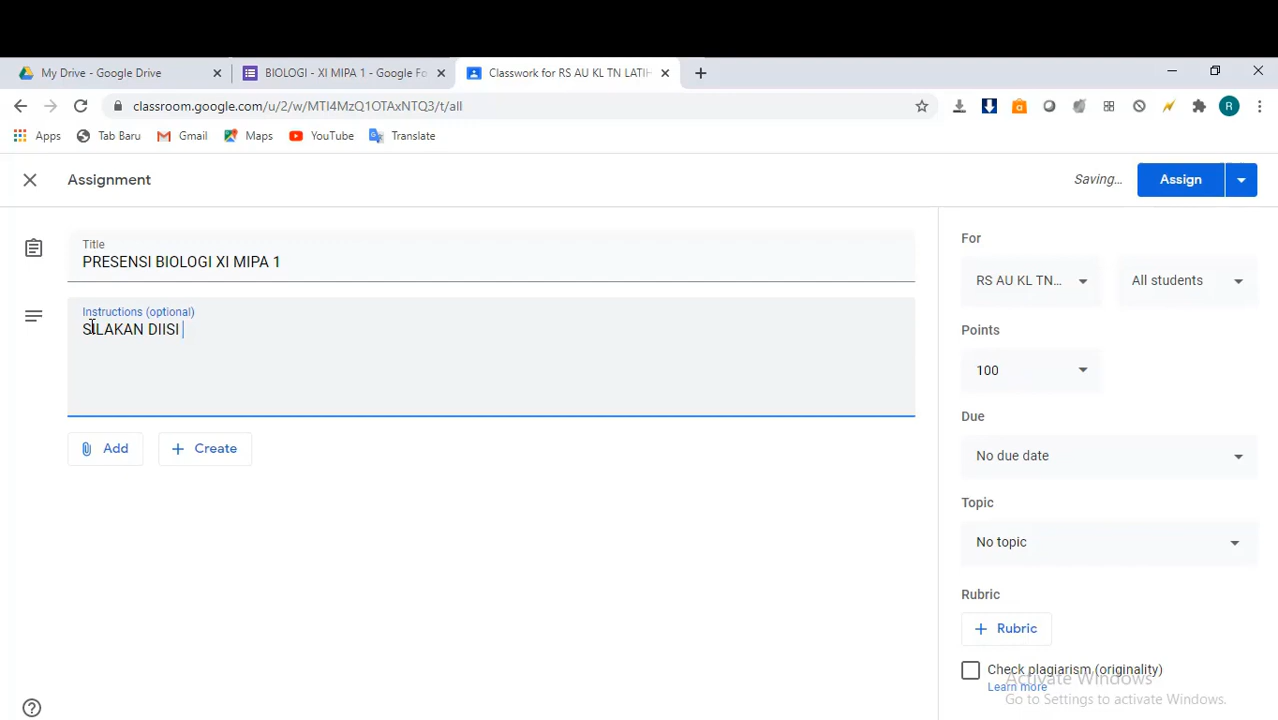 My Drive - Google Drive
BIOLOGI - XI MIPA 1 - Google Fo
Classwork for RS AU KL TN LATIH
classroom.google.com/u/2/w/MTI4MzQ1OTAxNTQ3/t/all
R
Apps
Tab Baru
Gmail
Maps
YouTube
Translate
Assignment
Saving...
Assign
Title
PRESENSI BIOLOGI XI MIPA 1
Instructions (optional)
SILAKAN DIISI
Add
Create
For
RS AU KL TN...
All students
Points
100
Due
No due date
Topic
No topic
Rubric
Rubric
Check plagiarism (originality)
Learn more
Activate Windows
Go to Settings to activate Windows.